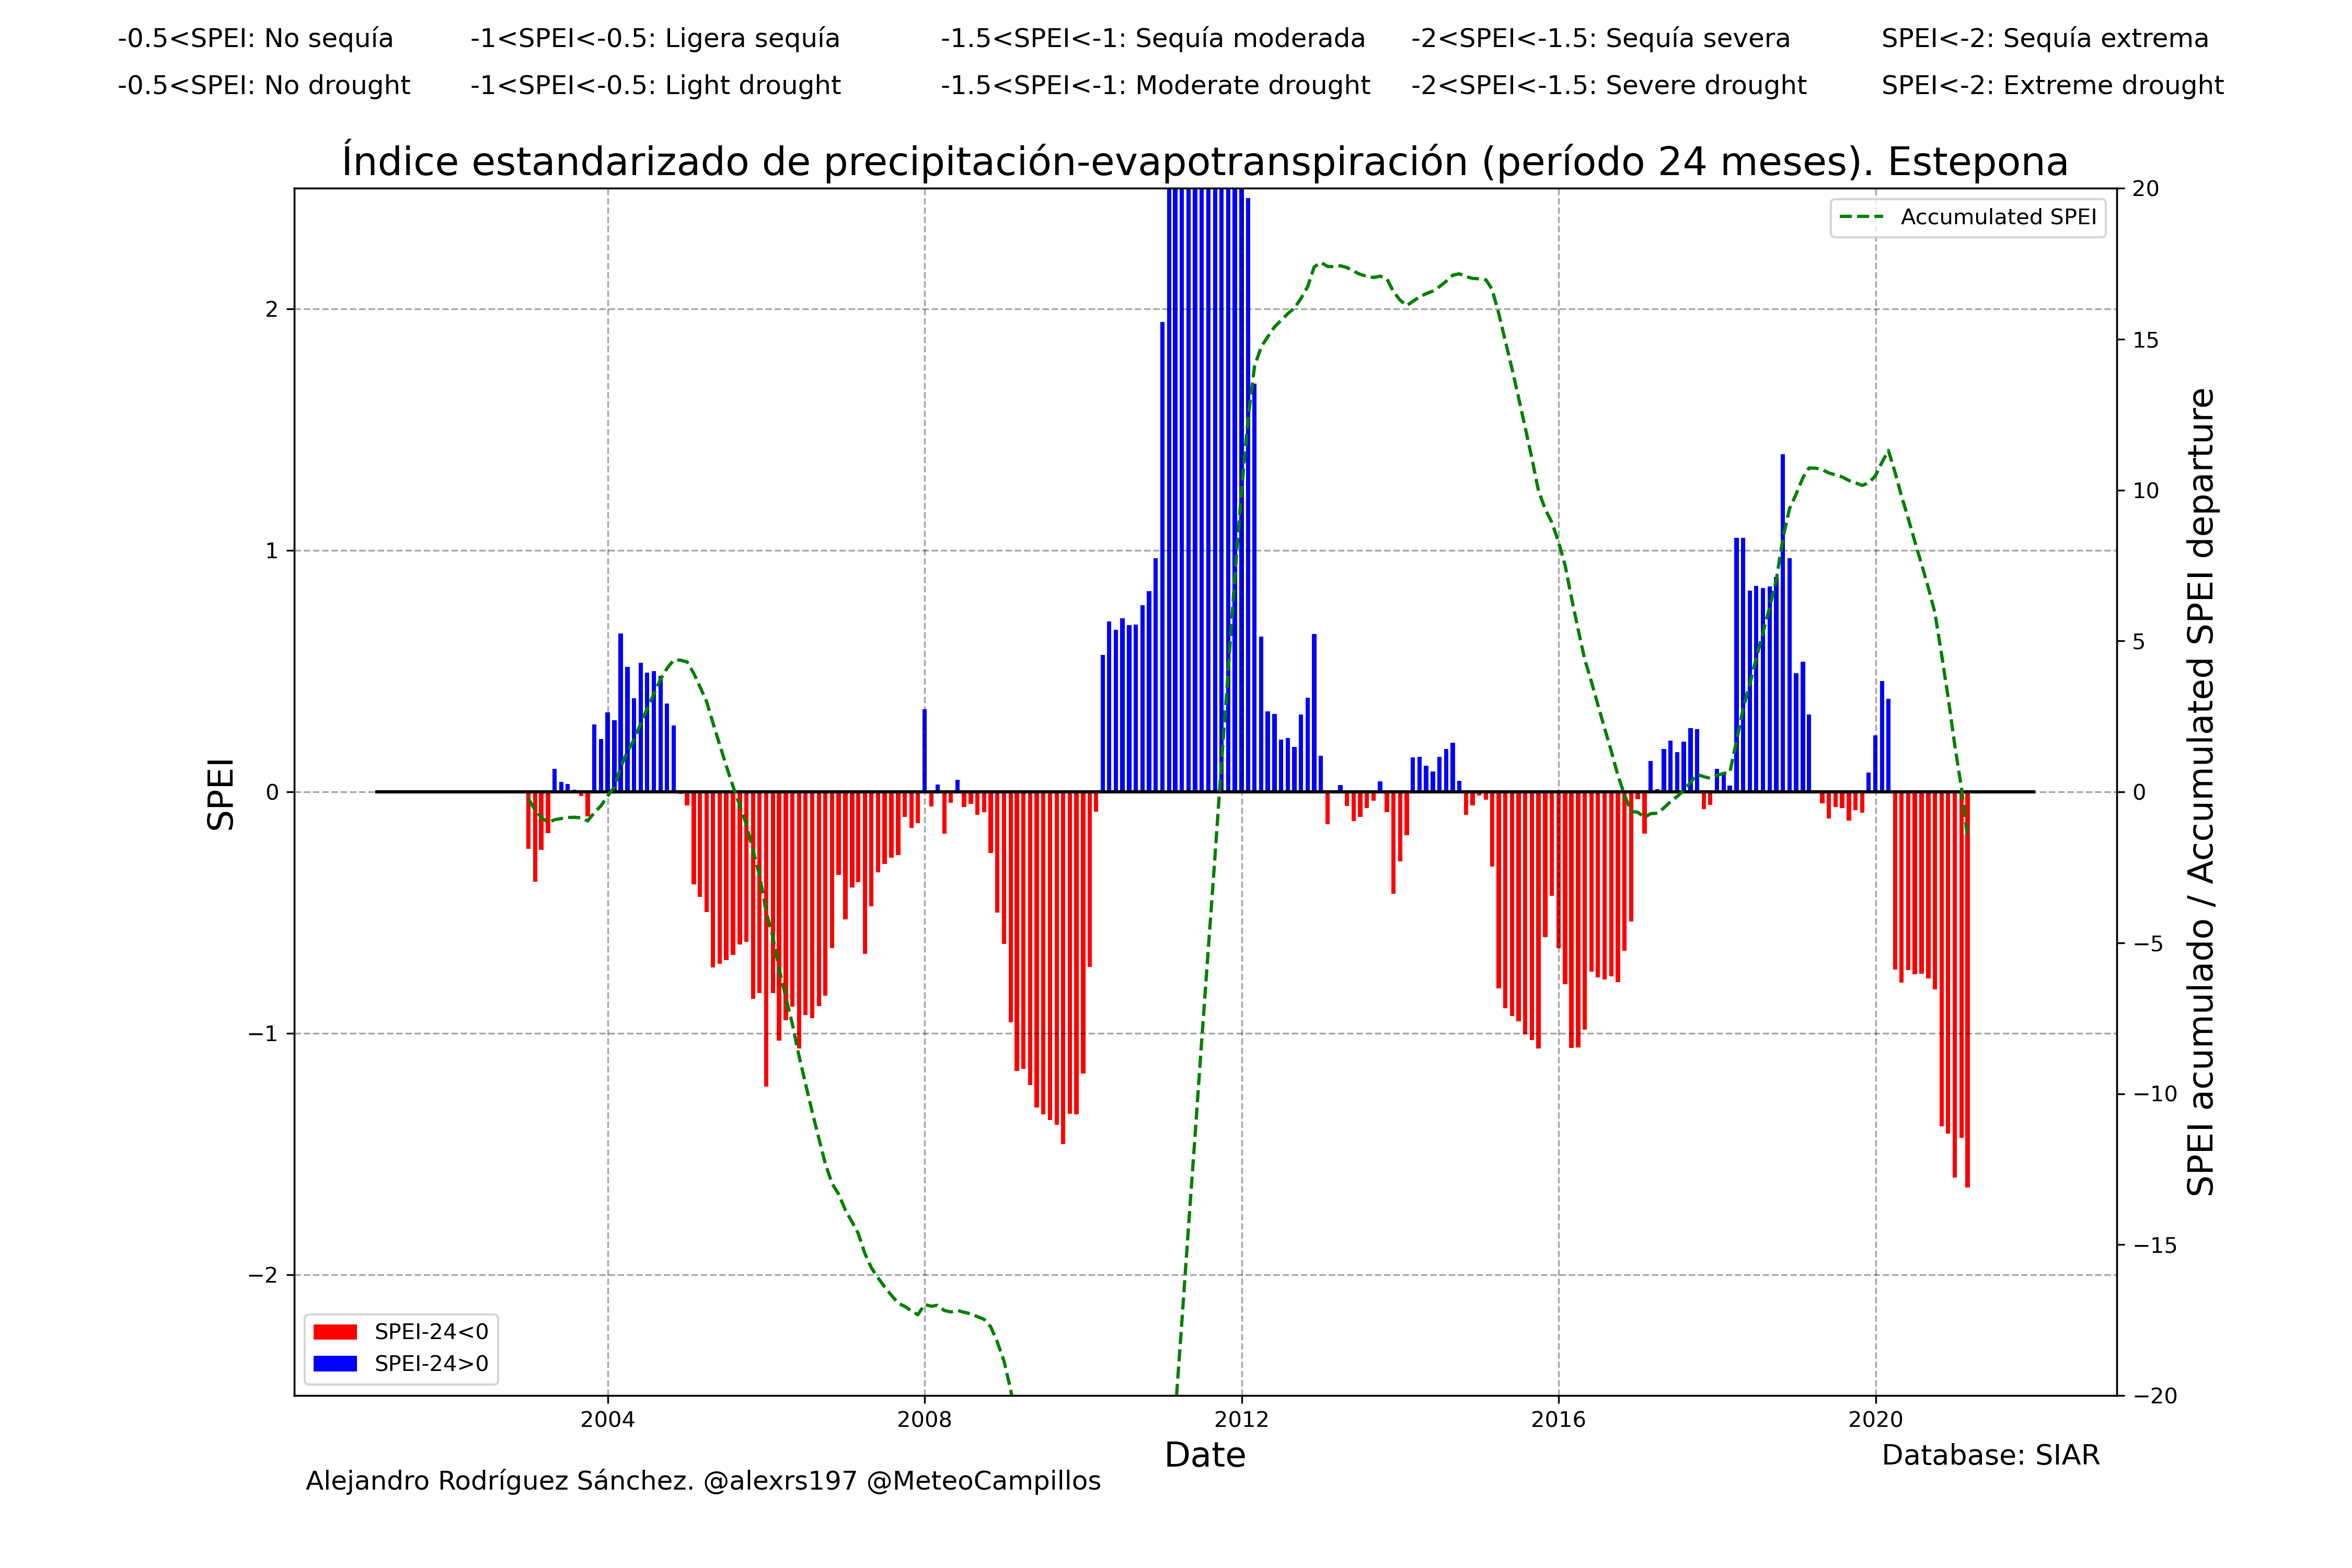 -0.5<SPEI: No sequía
-1<SPEI<-0.5: Ligera sequía
-1.5<SPEI<-1: Sequía moderada
-2<SPEI<-1.5: Sequía severa
SPEI<-2: Sequía extrema
-0.5<SPEI: No drought
-1<SPEI<-0.5: Light drought
-1.5<SPEI<-1: Moderate drought
-2<SPEI<-1.5: Severe drought
SPEI<-2: Extreme drought
Índice estandarizado de precipitación-evapotranspiración (período 24 meses). Estepona
Accumulated SPEI
SPEI
2
1
0
−1
−2
20
15
10
5
0
−5
−10
−15
−20
SPEI acumulado / Accumulated SPEI departure
SPEI-24<0
SPEI-24>0
2004
2008
2012
2016
2020
Date
Database: SIAR
Alejandro Rodríguez Sánchez. @alexrs197 @MeteoCampillos